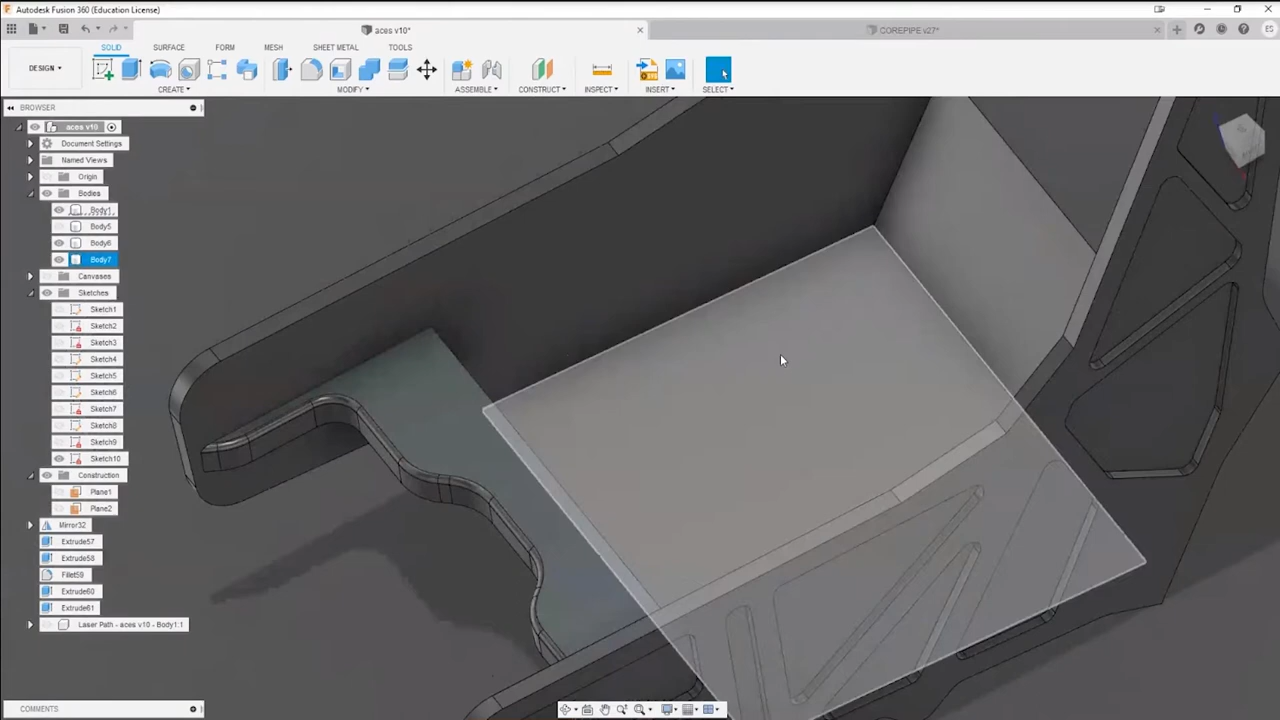 Autodesk Fusion 360 (Education License)
aces v10*
COREPIPE v27*
ES
DESIGN
SOLID
SURFACE
FORM
MESH
SHEET METAL
TOOLS
CREATE
MODIFY
ASSEMBLE
CONSTRUCT
INSPECT
INSERT
SELECT
BROWSER
aces v10
Document Settings
Named Views
Origin
Bodies
Body1
Body5
Body6
Body7
Canvases
Sketches
Sketch1
Sketch2
Sketch3
Sketch4
Sketch5
Sketch6
Sketch7
Sketch8
Sketch9
Sketch10
Construction
Plane1
Plane2
Mirror32
Extrude57
Extrude58
Fillet59
Extrude60
Extrude61
Laser Path - aces v10 - Body1:1
COMMENTS